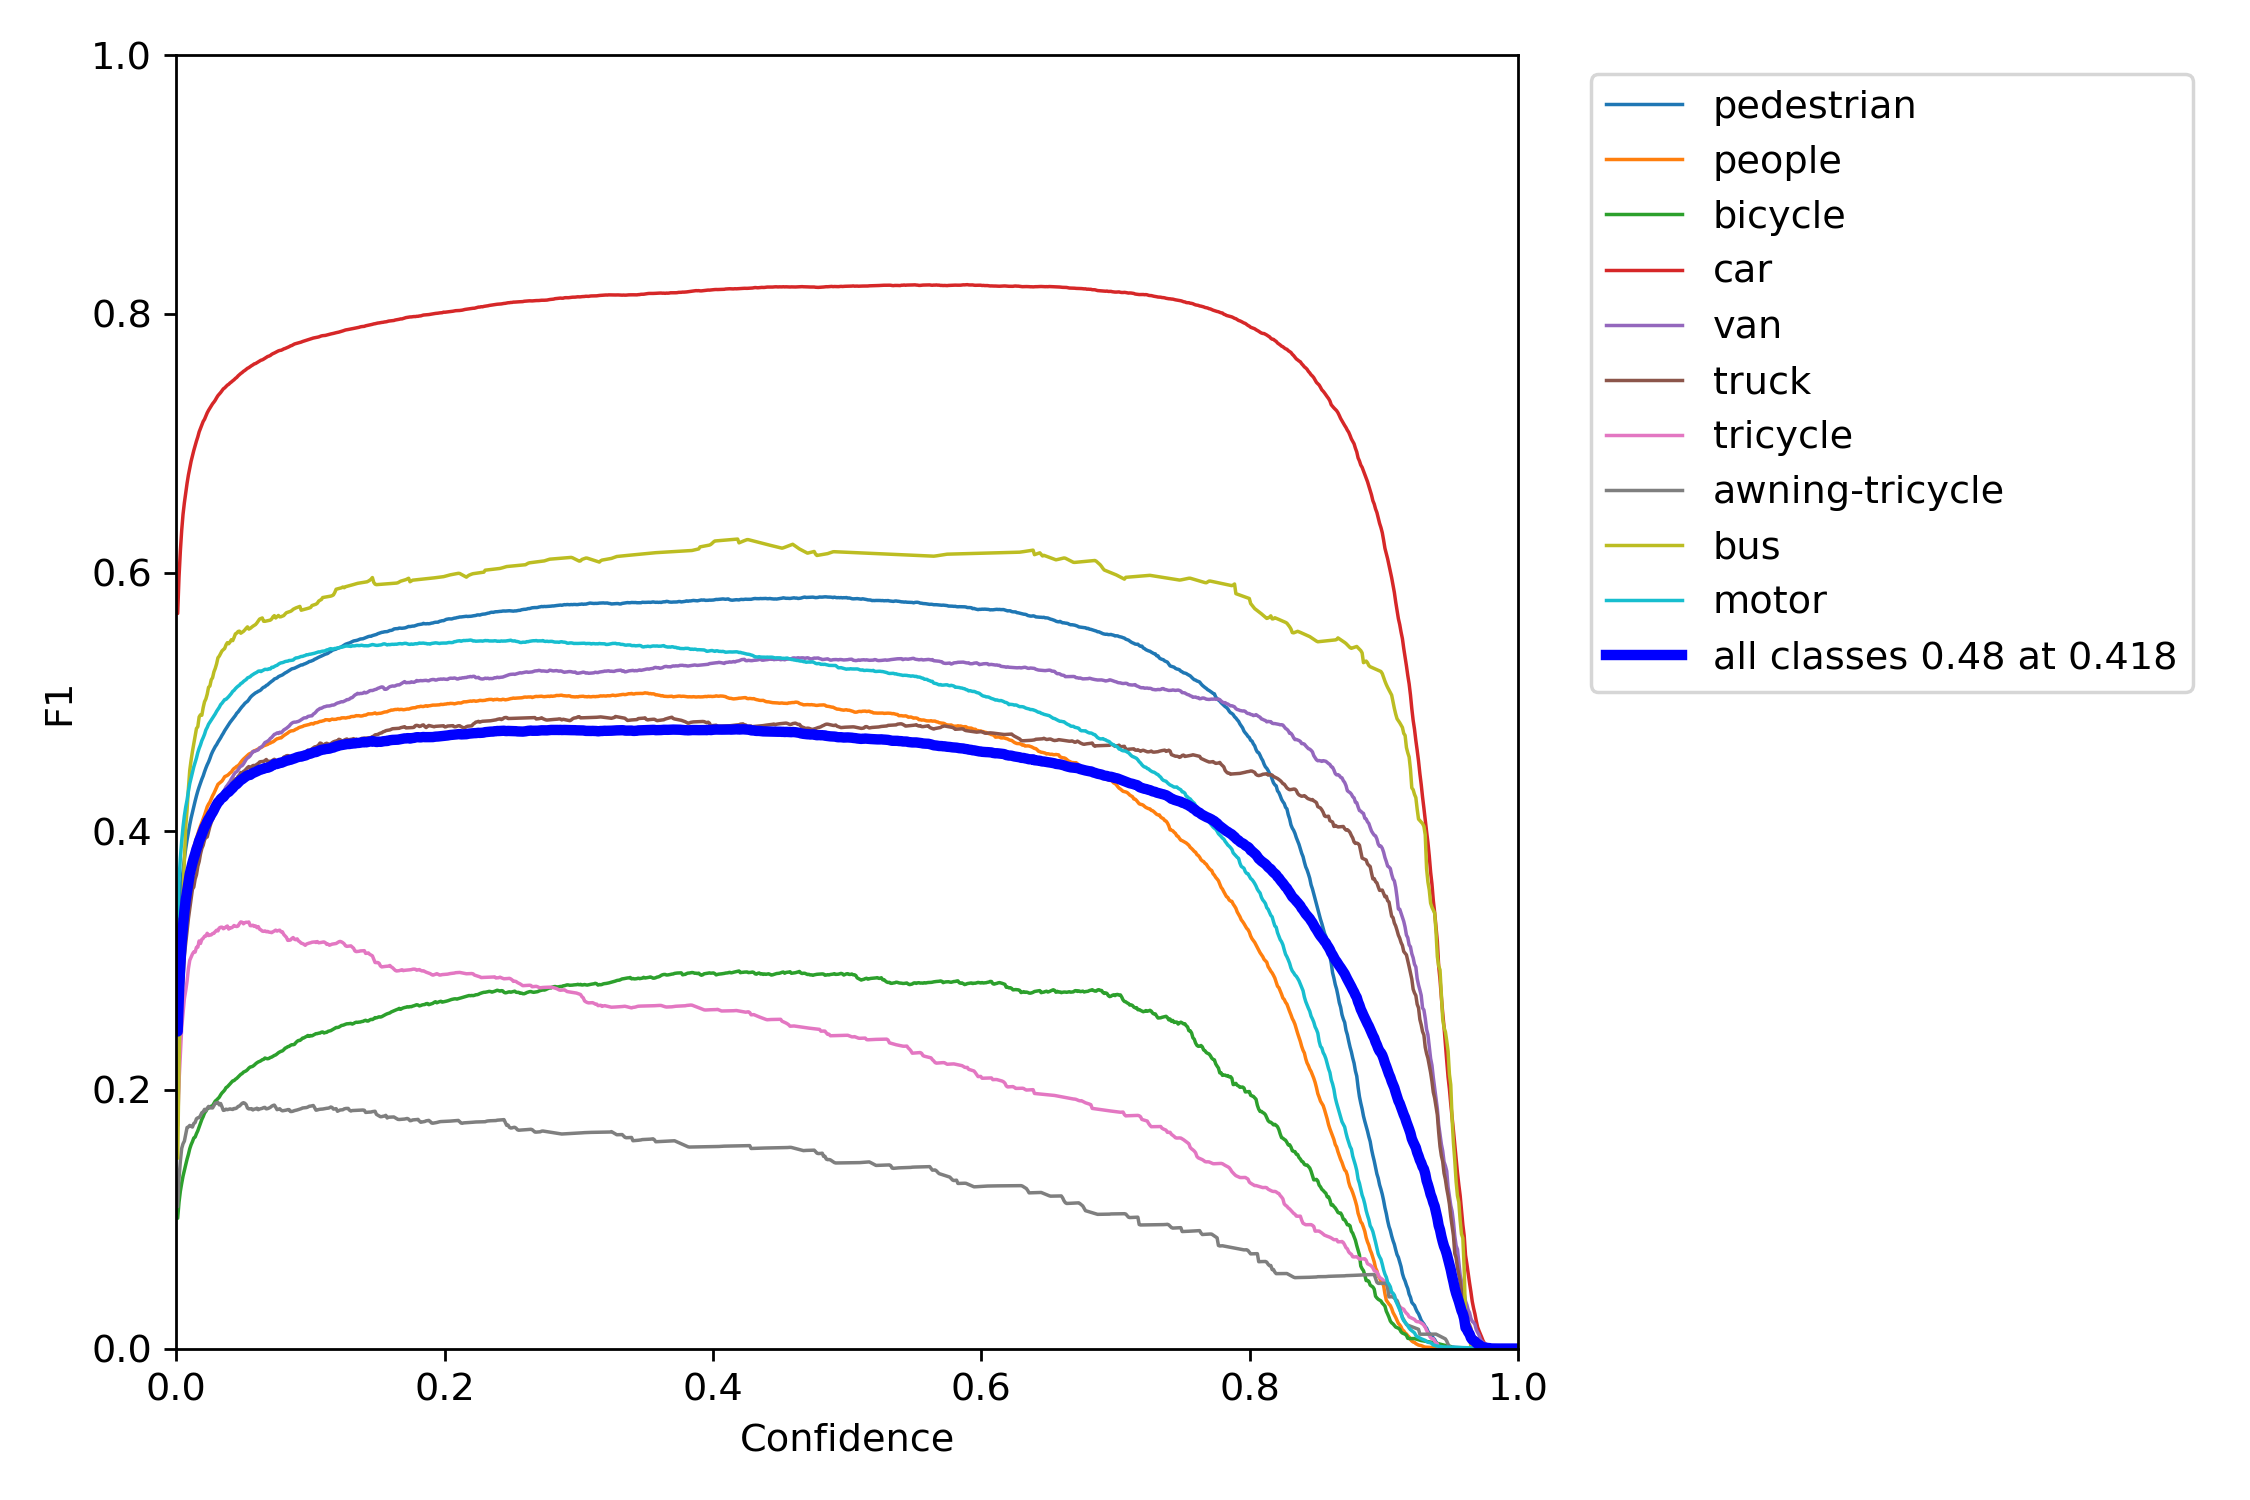 1.0
0.8
0.6
0.4
0.2
0.0
F1
0.0 0.2 0.4 0.6 0.8 1.0
Confidence
pedestrian
people
bicycle
car
van
truck
tricycle
awning-tricycle
bus
motor
all classes 0.48 at 0.418